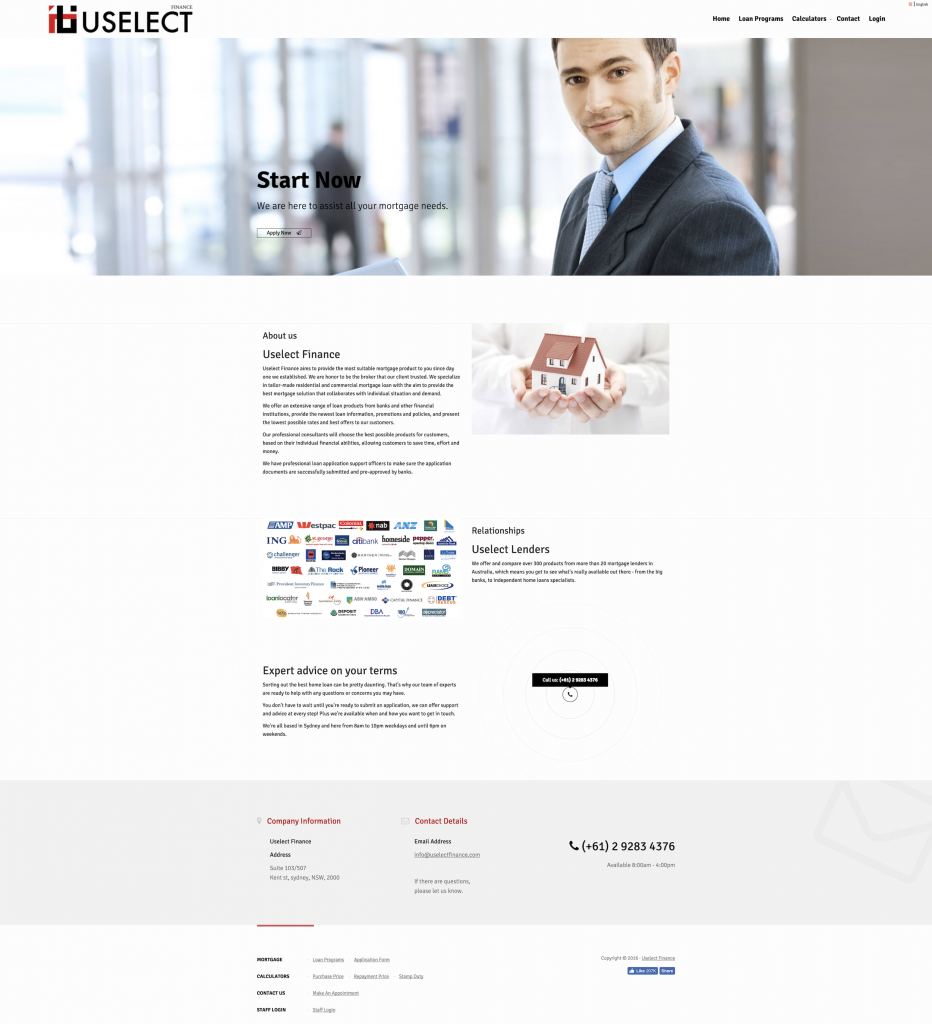 FINANCE
USELECT
English
Home Loan Programs Calculators Contact Login
Start Now
We are here to assist all your mortgage needs.
Apply Now
About us
Uselect Finance
Uselect Finance aims to provide the most suitable mortgage product to you since day
one we established. We are honor to be the broker that our client trusted. We specialize
in tailor-made residential and commercial mortgage loan with the aim to provide the
best mortgage solution that collaborates with individual situation and demand.
We offer an extensive range of loan products from banks and other financial
institutions, provide the newest loan information, promotions and policies, and present
the lowest possible rates and best offers to our customers.
Our professional consultants will choose the best possible products for customers,
based on their individual financial abilities, allowing customers to save time, effort and
money.
We have professional loan application support officers to make sure the application
documents are successfully submitted and pre-approved by banks.
AMP Westpac Colonial nab ANZ
ING st.george citibank homeside pepper
challenger
BIBBY The Rock Pioneer DOMAIN
Provident Interstate Finance
loanlocator ABN AMRO CAPITAL FINANCE DEBT RESCUE
DEPOSIT DBA
Relationships
Uselect Lenders
We offer and compare over 300 products from more than 20 mortgage lenders in
Australia, which means you get to see what's really available out there - from the big
banks, to independent home loans specialists.
Expert advice on your terms
Sorting out the best home loan can be pretty daunting. That's why our team of experts
are ready to help with any questions or concerns you may have.
You don't have to wait until you're ready to submit an application, we can offer support
and advice at every step! Plus we're available when and how you want to get in touch.
We're all based in Sydney and here from 8am to 10pm weekdays and until 6pm on
weekends.
Call us: (+61) 2 9283 4376
Company Information
Uselect Finance
Address
Suite 103/507
Kent st, sydney, NSW, 2000
Contact Details
Email Address
info@uselectfinance.com
If there are questions,
please let us know.
(+61) 2 9283 4376
Available 8:00am - 4:00pm
MORTGAGE Loan Programs Application Form
CALCULATORS Purchase Price Repayment Price Stamp Duty
CONTACT US Make An Appointment
STAFF LOGIN Staff Login
Copyright © 2016 - Uselect Finance
Like 207K Share